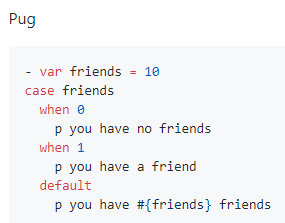 Pug
- var friends = 10
case friends
  when 0
    p you have no friends
  when 1
    p you have a friend
  default
    p you have #{friends} friends